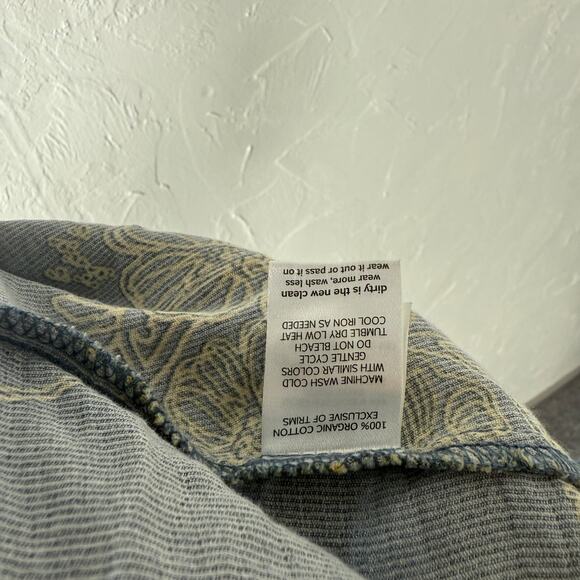 100% ORGANIC COTTON
EXCLUSIVE OF TRIMS
MACHINE WASH COLD
WITH SIMILAR COLORS
GENTLE CYCLE
DO NOT BLEACH
TUMBLE DRY LOW HEAT
COOL IRON AS NEEDED
dirty is the new clean
wear more, wash less
wear it out or pass it on